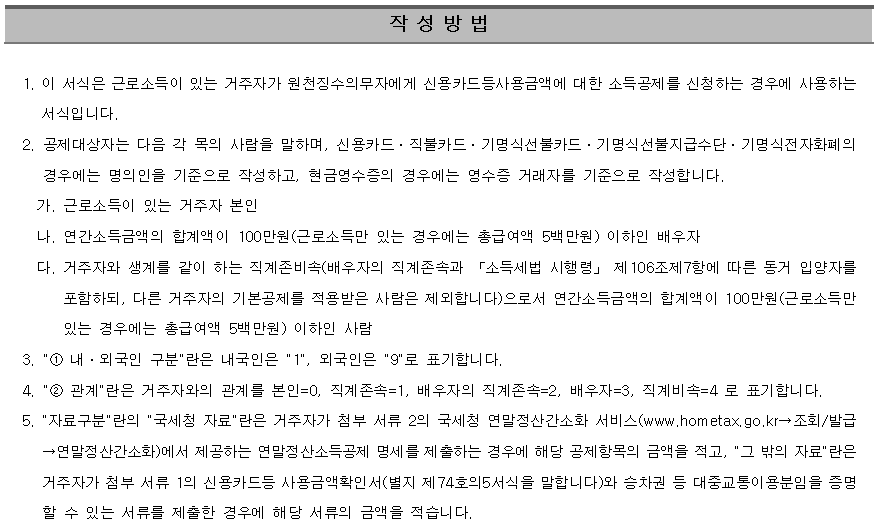 작 성 방 법
1. 이 서식은 근로소득이 있는 거주자가 원천징수의무자에게 신용카드등사용금액에 대한 소득공제를 신청하는 경우에 사용하는
서식입니다.
2. 공제대상자는 다음 각 목의 사람을 말하며, 신용카드ㆍ직불카드ㆍ기명식선불카드ㆍ기명식선불지급수단ㆍ기명식전자화폐의
경우에는 명의인을 기준으로 작성하고, 현금영수증의 경우에는 영수증 거래자를 기준으로 작성합니다.
가. 근로소득이 있는 거주자 본인
나. 연간소득금액의 합계액이 100만원(근로소득만 있는 경우에는 총급여액 5백만원) 이하인 배우자
다. 거주자와 생계를 같이 하는 직계존비속(배우자의 직계존속과 「소득세법 시행령」 제106조제7항에 따른 동거 입양자를
포함하되, 다른 거주자의 기본공제를 적용받은 사람은 제외합니다)으로서 연간소득금액의 합계액이 100만원(근로소득만
있는 경우에는 총급여액 5백만원) 이하인 사람
3. "① 내ㆍ외국인 구분"란은 내국인은 "1", 외국인은 "9"로 표기합니다.
4. "② 관계"란은 거주자와의 관계를 본인=0, 직계존속=1, 배우자의 직계존속=2, 배우자=3, 직계비속=4 로 표기합니다.
5. "자료구분"란의 "국세청 자료"란은 거주자가 첨부 서류 2의 국세청 연말정산간소화 서비스(www.hometax.go.kr→조회/발급
→연말정산간소화)에서 제공하는 연말정산소득공제 명세를 제출하는 경우에 해당 공제항목의 금액을 적고, "그 밖의 자료"란은
거주자가 첨부 서류 1의 신용카드등 사용금액확인서(별지 제74호의5서식을 말합니다)와 승차권 등 대중교통이용분임을 증명
할 수 있는 서류를 제출한 경우에 해당 서류의 금액을 적습니다.